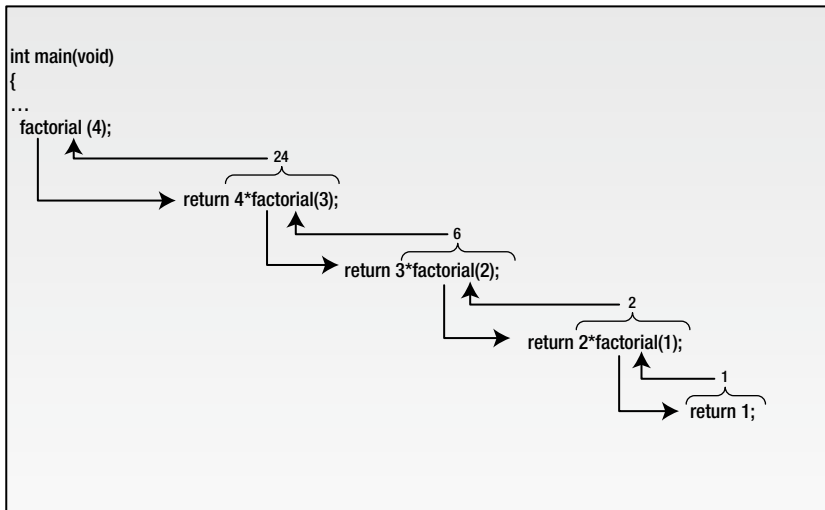 int main(void)
{
...
factorial (4);
24
return 4*factorial(3);
6
return 3*factorial(2);
2
return 2*factorial(1);
1
return 1;